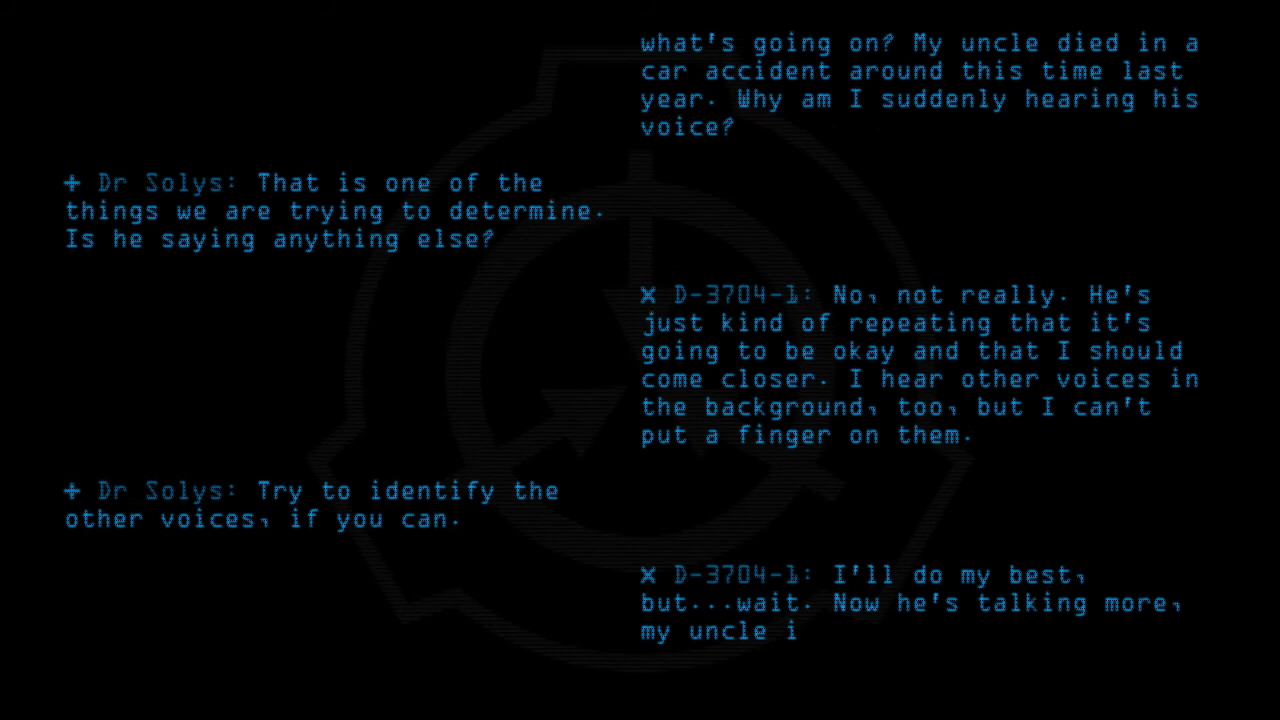 what's going on? My uncle died in a
car accident around this time last
year. Why am I suddenly hearing his
voice?
+ Dr Solys: That is one of the
things we are trying to determine.
Is he saying anything else?
x D-3704-1: No, not really. He's
just kind of repeating that it's
going to be okay and that I should
come closer. I hear other voices in
the background, too, but I can't
put a finger on them.
+ Dr Solys: Try to identify the
other voices, if you can.
x D-3704-1: I'll do my best,
but...wait. Now he's talking more,
my uncle i